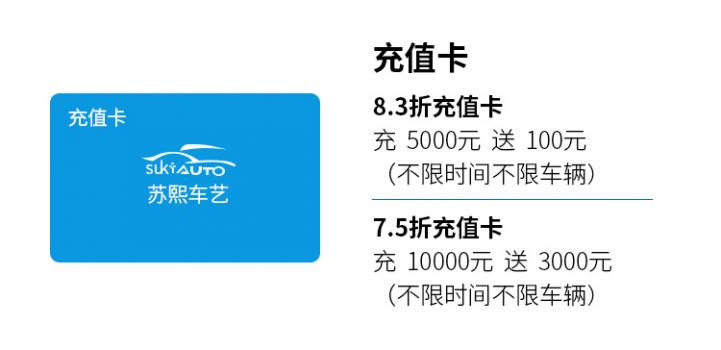 充值卡
sukiAUTO
苏熙车艺
充值卡
8.3折充值卡
充 5000元 送 100元
（不限时间不限车辆）
7.5折充值卡
充 10000元 送 3000元
（不限时间不限车辆）